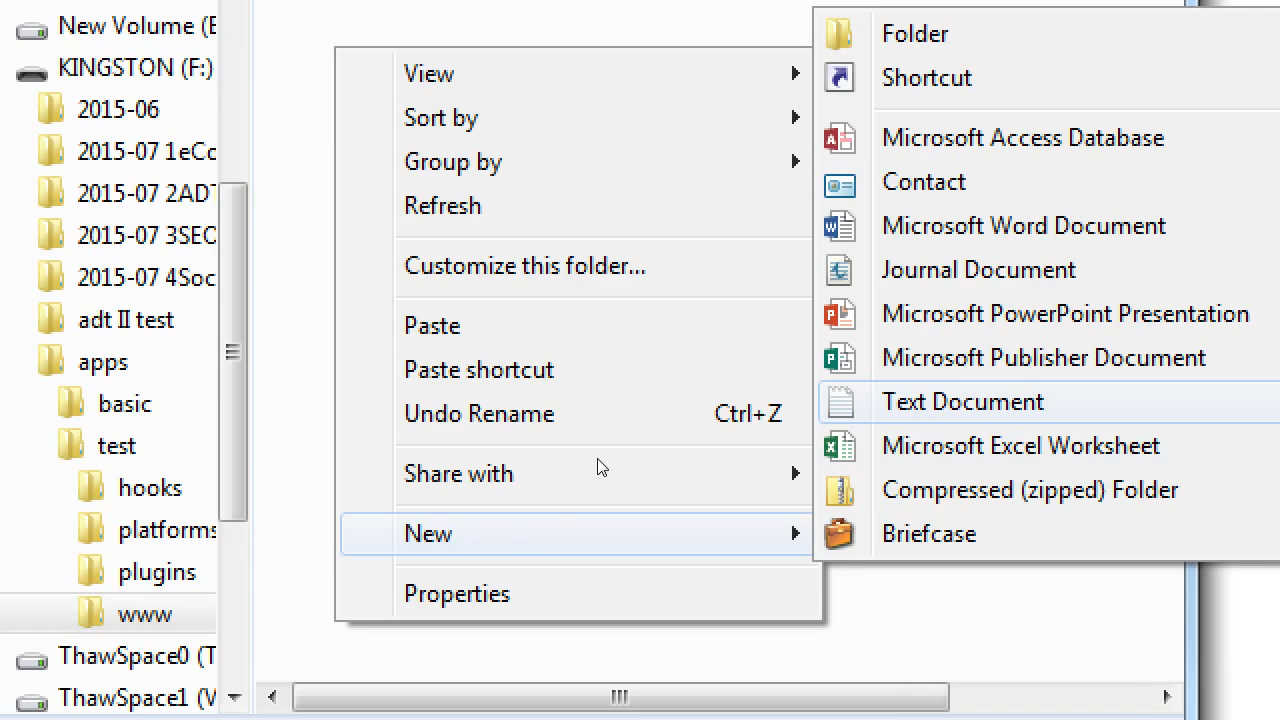 New Volume (E
KINGSTON (F:)
2015-06
2015-07 1eCo
2015-07 2ADT
2015-07 3SEO
2015-07 4Soc
adt II test
apps
basic
test
hooks
platforms
plugins
www
ThawSpace0 (T
ThawSpace1 (V
View
Sort by
Group by
Refresh
Customize this folder...
Paste
Paste shortcut
Undo Rename Ctrl+Z
Share with
New
Properties
Folder
Shortcut
Microsoft Access Database
Contact
Microsoft Word Document
Journal Document
Microsoft PowerPoint Presentation
Microsoft Publisher Document
Text Document
Microsoft Excel Worksheet
Compressed (zipped) Folder
Briefcase